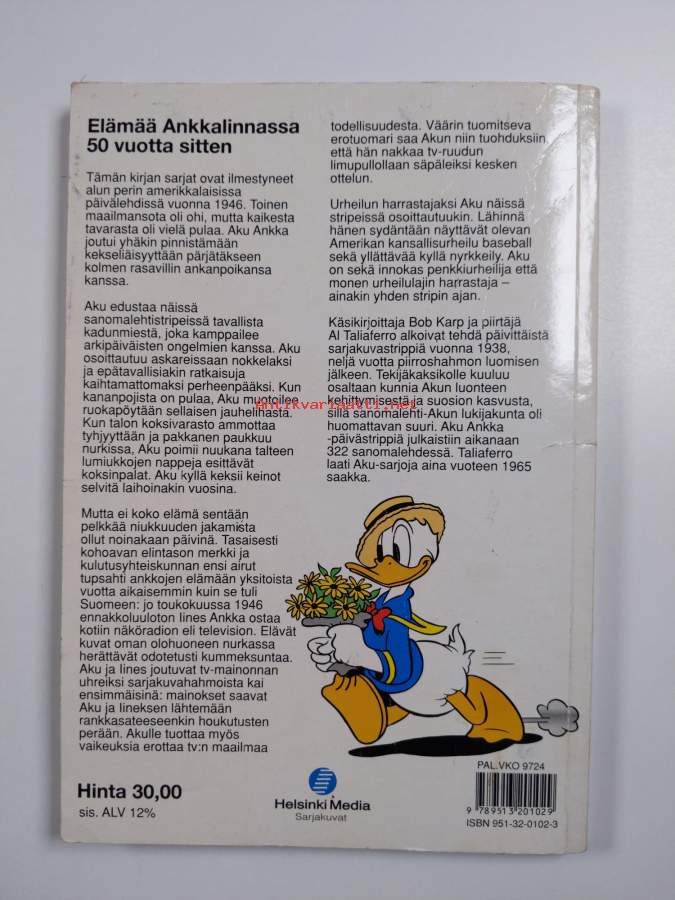 Elämää Ankkalinnassa
50 vuotta sitten
Tämän kirjan sarjat ovat ilmestyneet
alun perin amerikkalaisissa
päivälehdissä vuonna 1946. Toinen
maailmansota oli ohi, mutta kaikesta
tavarasta oli vielä pulaa. Aku Ankka
joutui yhäkin pinnistämään
kekseliäisyyttään pärjätäkseen
kolmen rasavillin ankanpoikansa
kanssa.
Aku edustaa näissä
sanomalehtistripeissä tavallista
kadunmiestä, joka kamppailee
arkipäiväisten ongelmien kanssa. Aku
osoittautuu askareissaan nokkelaksi
ja epätavallisiakin ratkaisuja
kaihtamattomaksi perheenpääksi. Kun
kananpojista on pulaa, Aku muotoilee
ruokapöytään sellaisen jauhelihasta.
Kun talon koksivarasto ammottaa
tyhjyyttään ja pakkanen paukkuu
nurkissa, Aku poimii nuukana talteen
lumiukkojen nappeja esittävät
koksinpalat. Aku kyllä keksii keinot
selvitä laihoinakin vuosina.
Mutta ei koko elämä sentään
pelkkää niukkuuden jakamista
ollut noinakaan päivinä. Tasaisesti
kohoavan elintason merkki ja
kulutusyhteiskunnan ensi airut
tupsahti ankkojen elämään yksitoista
vuotta aikaisemmin kuin se tuli
Suomeen: jo toukokuussa 1946
ennakkoluuloton Iines Ankka ostaa
kotiin näköradion eli television. Elävät
kuvat oman olohuoneen nurkassa
herättävät odotetusti kummeksuntaa.
Aku ja Iines joutuvat tv-mainonnan
uhreiksi sarjakuvahahmoista kai
ensimmäisinä: mainokset saavat
Aku ja Iineksen lähtemään
rankkasateeseenkin houkutusten
perään. Akulle tuottaa myös
vaikeuksia erottaa tv:n maailmaa
todellisuudesta. Väärin tuomitseva
erotuomari saa Akun niin tuohduksiin,
että hän nakkaa tv-ruudun
limupullollaan säpäleiksi kesken
ottelun.
Urheilun harrastajaksi Aku näissä
stripeissä osoittautuukin. Lähinnä
hänen sydäntään näyttävät olevan
Amerikan kansallisurheilu baseball
sekä yllättävää kyllä nyrkkeily. Aku
on sekä innokas penkkiurheilija että
monen urheilulajin harrastaja –
ainakin yhden stripin ajan.
Käsikirjoittaja Bob Karp ja piirtäjä
Al Taliaferro alkoivat tehdä päivittäistä
sarjakuvastrippiä vuonna 1938,
neljä vuotta piirroshahmon luomisen
jälkeen. Tekijäkaksikolle kuuluu
osaltaan kunnia Akun luonteen
kehittymisestä ja suosion kasvusta,
sillä sanomalehti-Akun lukijakunta oli
huomattavan suuri. Aku Ankka
-päivästrippiä julkaistiin aikanaan
322 sanomalehdessä. Taliaferro
laati Aku-sarjoja aina vuoteen 1965
saakka.
Antikvariaatti.net
Hinta 30,00
sis. ALV 12%
Helsinki Media
Sarjakuvat
PAL.VKO 9724
9 789513 201029
ISBN 951-32-0102-3